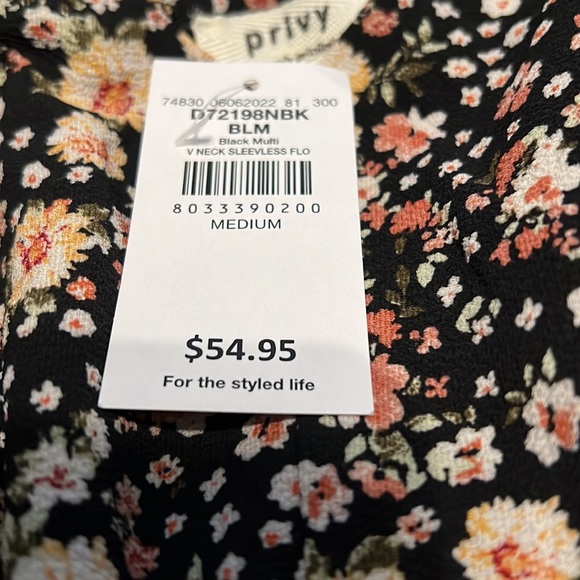 privy
74830 06062022 81 300
D72198NBK
BLM
Black Multi
V NECK SLEEVLESS FLO
8033390200
MEDIUM
$54.95
For the styled life